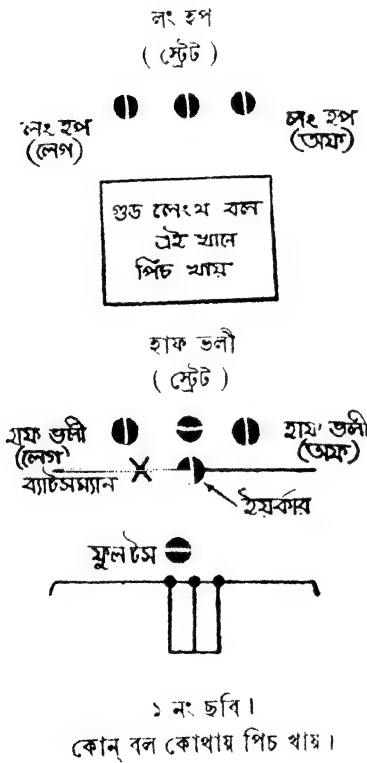 লং হপ
( স্ট্রেট )
লং হপ
(লেগ)
লং হপ
(অফ)
গুড লেংথ বল
এই খানে
পিচ খায়
হাফ ভলী
( স্ট্রেট )
হাফ ভলী
(লেগ)
হাফ ভলী
(অফ)
ব্যাটসম্যান
ইয়র্কার
ফুলটস
১ নং ছবি।
কোন্ বল কোথায় পিচ খায়।